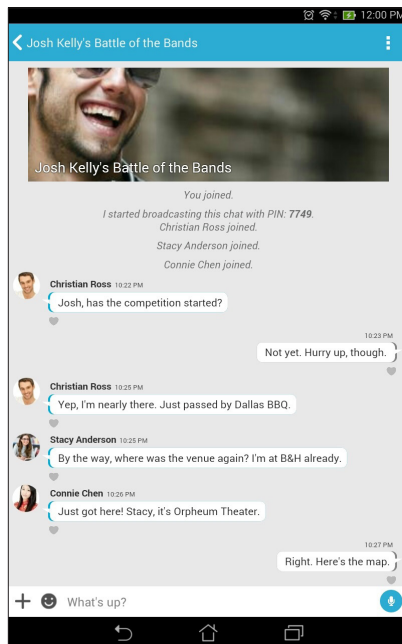 12:00 PM
Josh Kelly's Battle of the Bands
Josh Kelly's Battle of the Bands
You joined.
I started broadcasting this chat with PIN: 7749.
Christian Ross joined.
Stacy Anderson joined.
Connie Chen joined.
Christian Ross 10:22 PM
Josh, has the competition started?
10:23 PM
Not yet. Hurry up, though.
Christian Ross 10:25 PM
Yep, I'm nearly there. Just passed by Dallas BBQ.
Stacy Anderson 10:25 PM
By the way, where was the venue again? I'm at B&H already.
Connie Chen 10:26 PM
Just got here! Stacy, it's Orpheum Theater.
10:27 PM
Right. Here's the map.
What's up?